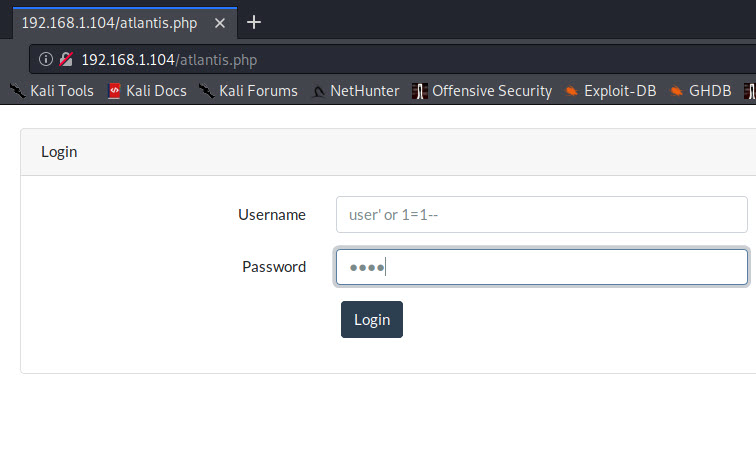 192.168.1.104/atlantis.php
192.168.1.104/atlantis.php
Kali Tools Kali Docs Kali Forums NetHunter Offensive Security Exploit-DB GHDB
Login
Username user' or 1=1--
Password ••••
Login